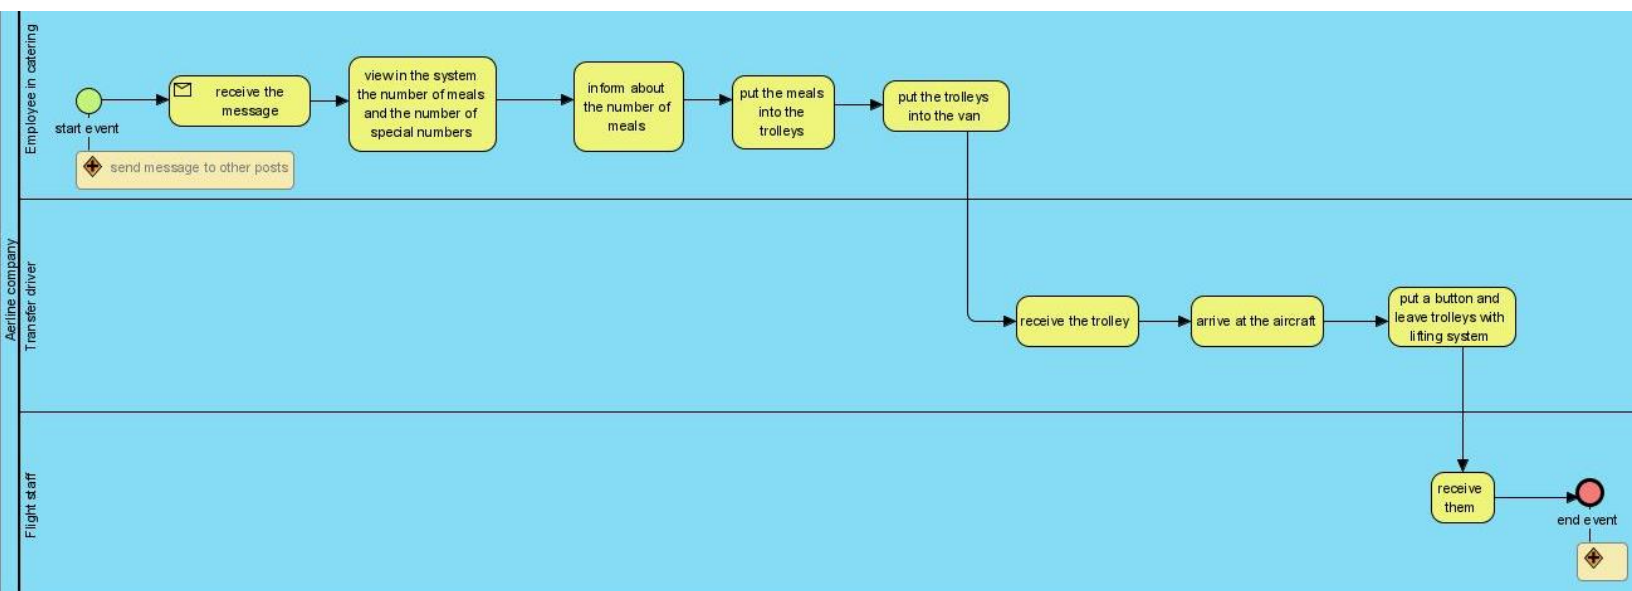 Aerline company
Employee in catering
start event
send message to other posts
receive the
message
view in the system
the number of meals
and the number of
special numbers
inform about
the number of
meals
put the meals
into the
trolleys
put the trolleys
into the van
Transfer driver
receive the trolley
arrive at the aircraft
put a button and
leave trolleys with
lifting system
Flight staff
receive
them
end event